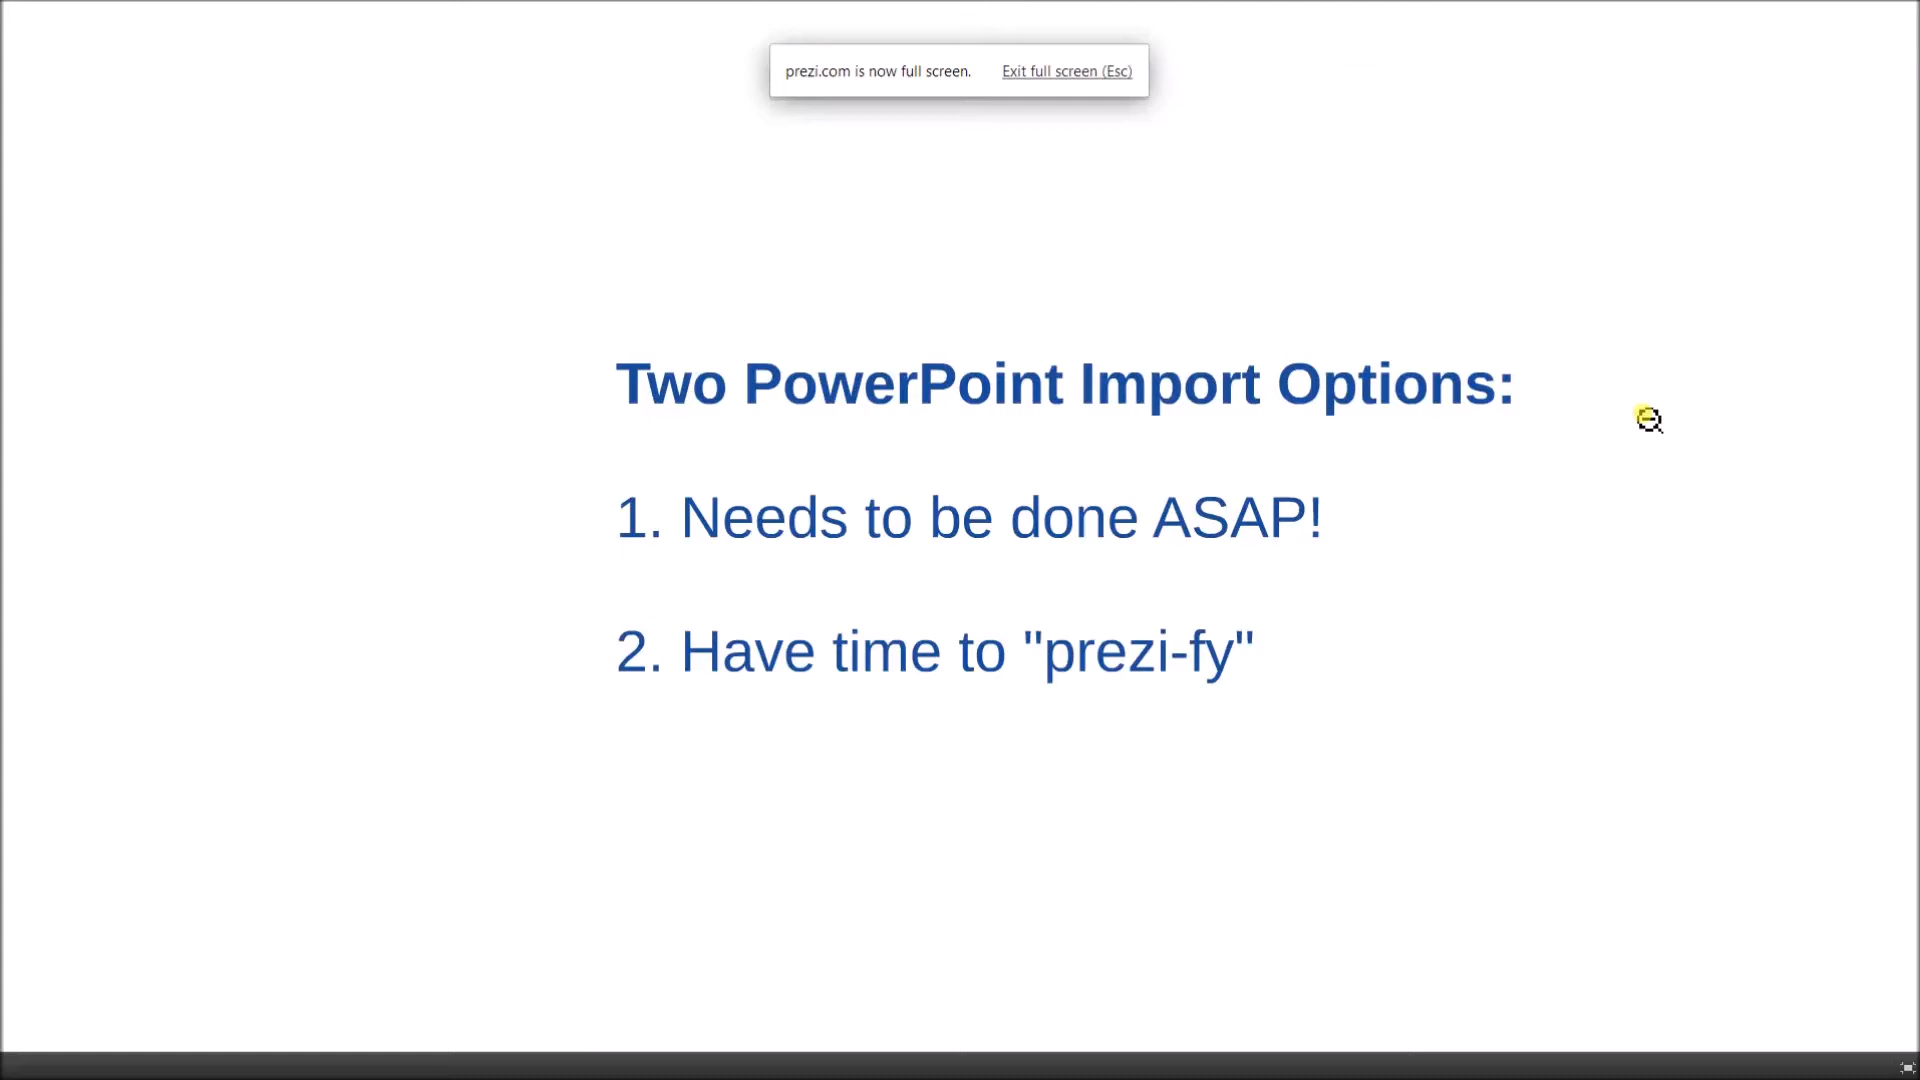 prezi.com is now full screen. Exit full screen (Esc)
Two PowerPoint Import Options:
1. Needs to be done ASAP!
2. Have time to "prezi-fy"